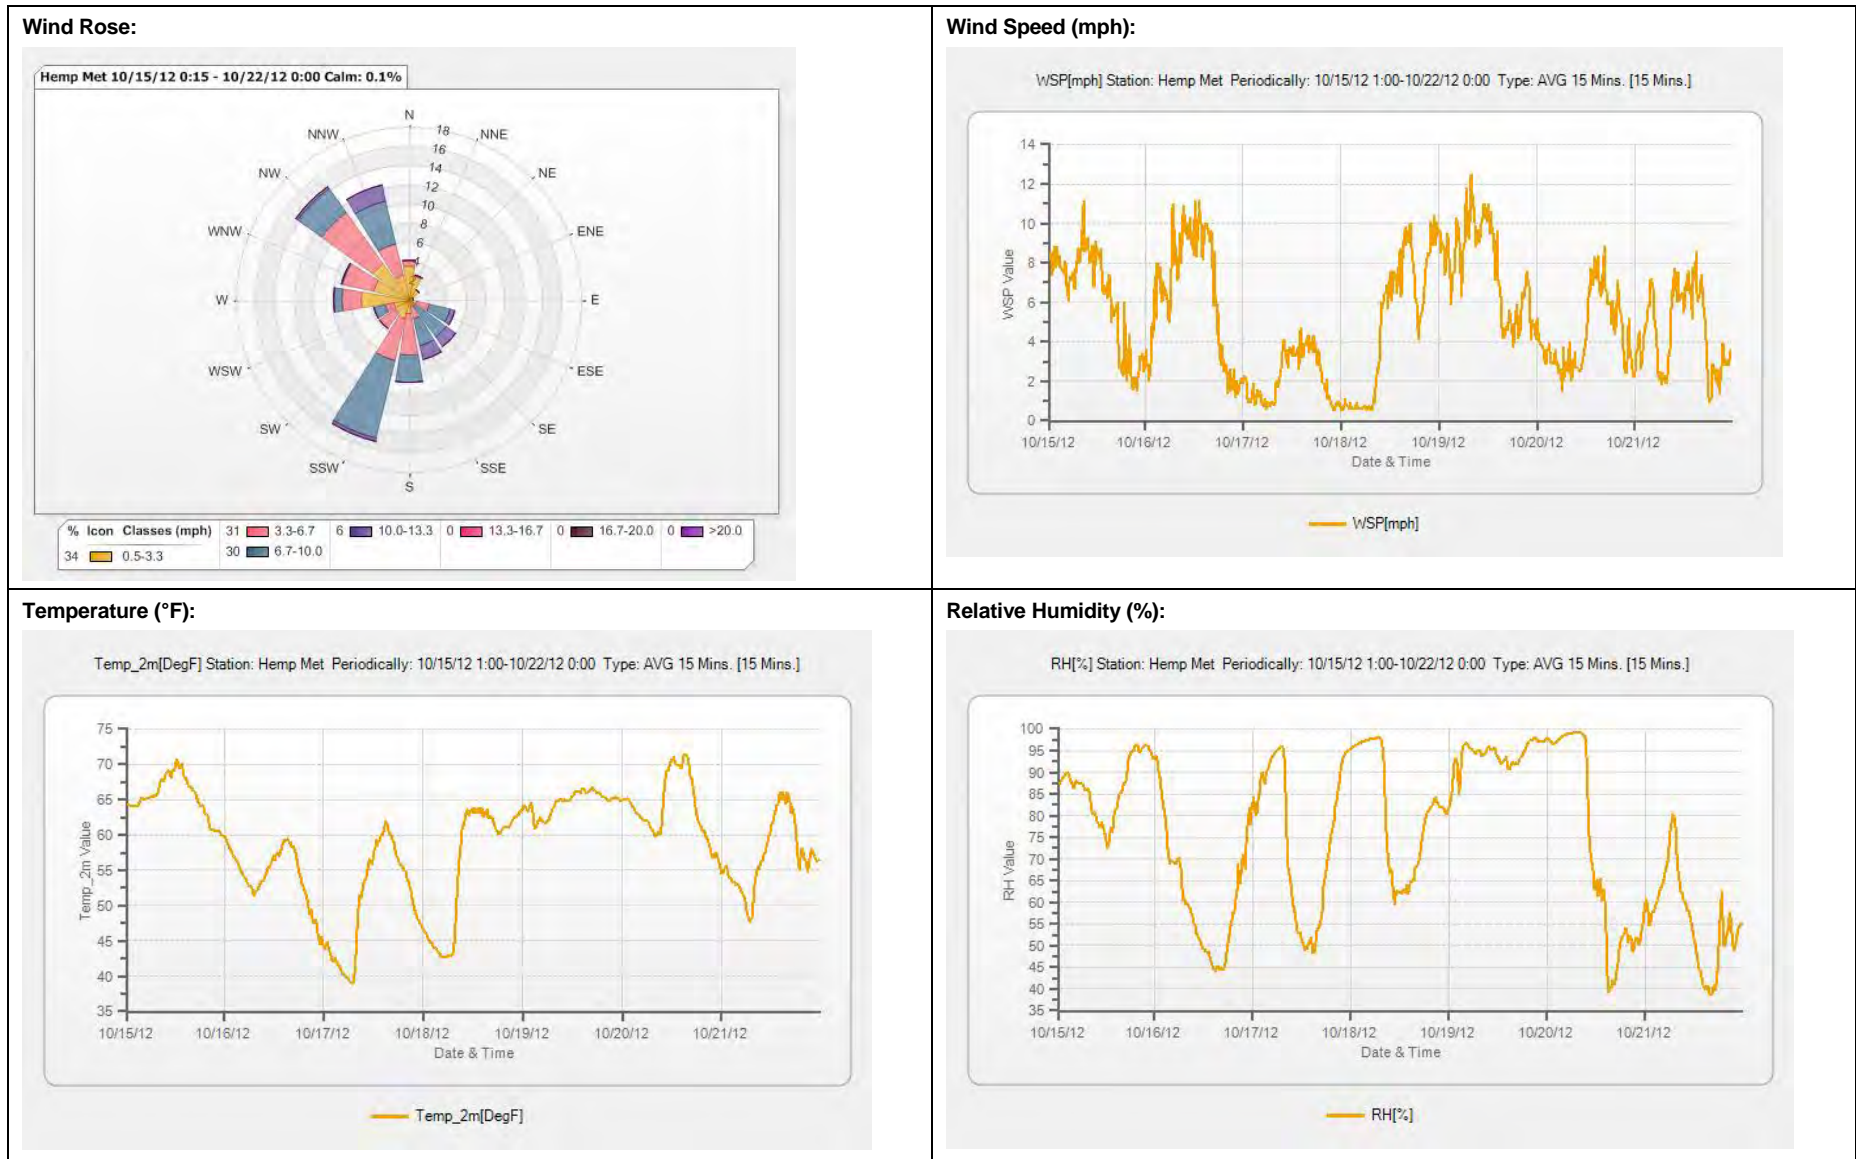 Wind Rose:
Hemp Met 10/15/12 0:15 - 10/22/12 0:00 Calm: 0.1%
N
NNE
NE
ENE
E
ESE
SE
SSE
S
SSW
SW
WSW
W
WNW
NW
NNW
18
16
14
12
10
8
6
4
% Icon Classes (mph)
34 0.5-3.3
31 3.3-6.7
30 6.7-10.0
6 10.0-13.3
0 13.3-16.7
0 16.7-20.0
0 >20.0
Wind Speed (mph):
WSP[mph] Station: Hemp Met Periodically: 10/15/12 1:00-10/22/12 0:00 Type: AVG 15 Mins. [15 Mins.]
14
12
10
8
6
4
2
0
WSP Value
10/15/12 10/16/12 10/17/12 10/18/12 10/19/12 10/20/12 10/21/12
Date & Time
WSP[mph]
Temperature (°F):
Temp_2m[DegF] Station: Hemp Met Periodically: 10/15/12 1:00-10/22/12 0:00 Type: AVG 15 Mins. [15 Mins.]
75
70
65
60
55
50
45
40
35
Temp_2m Value
10/15/12 10/16/12 10/17/12 10/18/12 10/19/12 10/20/12 10/21/12
Date & Time
Temp_2m[DegF]
Relative Humidity (%):
RH[%] Station: Hemp Met Periodically: 10/15/12 1:00-10/22/12 0:00 Type: AVG 15 Mins. [15 Mins.]
100
95
90
85
80
75
70
65
60
55
50
45
40
35
RH Value
10/15/12 10/16/12 10/17/12 10/18/12 10/19/12 10/20/12 10/21/12
Date & Time
RH[%]